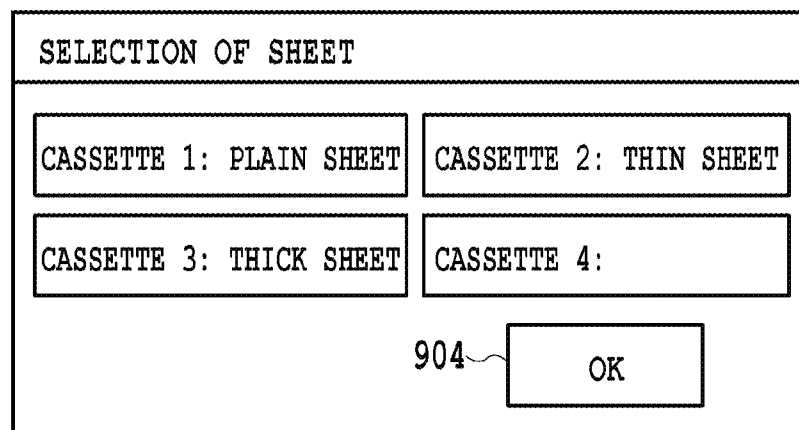 SELECTION OF SHEET
CASSETTE 1: PLAIN SHEET
CASSETTE 2: THIN SHEET
CASSETTE 3: THICK SHEET
CASSETTE 4:
904
OK